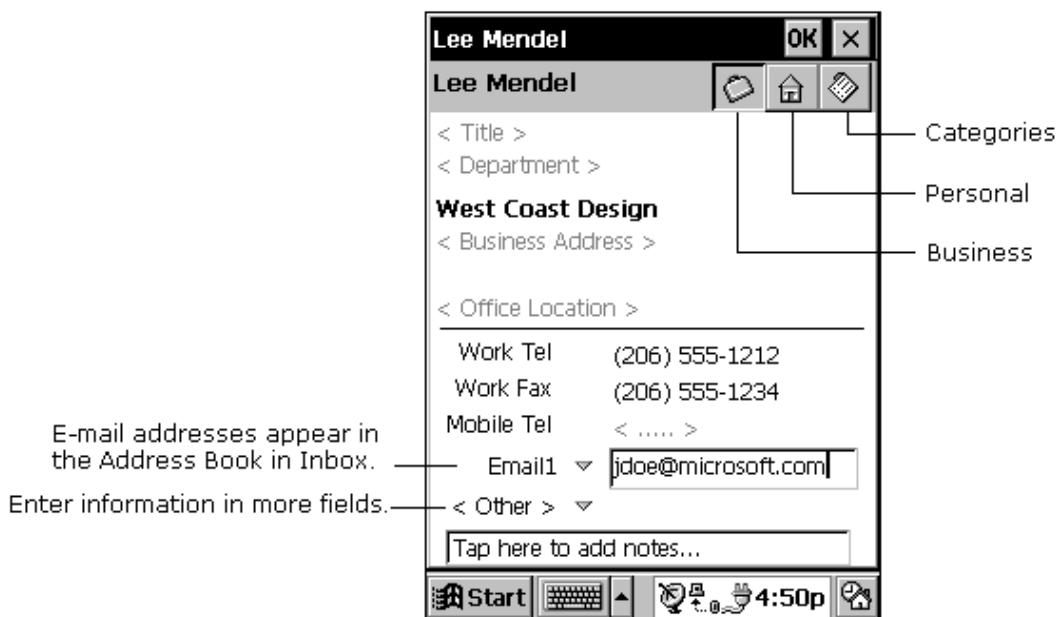 Lee Mendel OK
Lee Mendel
< Title >
Categories
< Department >
Personal
West Coast Design
< Business Address >
Business
< Office Location >
Work Tel (206) 555-1212
Work Fax (206) 555-1234
Mobile Tel < ..... >
E-mail addresses appear in
the Address Book in Inbox.
Email1 jdoe@microsoft.com
Enter information in more fields.
< Other >
Tap here to add notes...
Start 4:50p